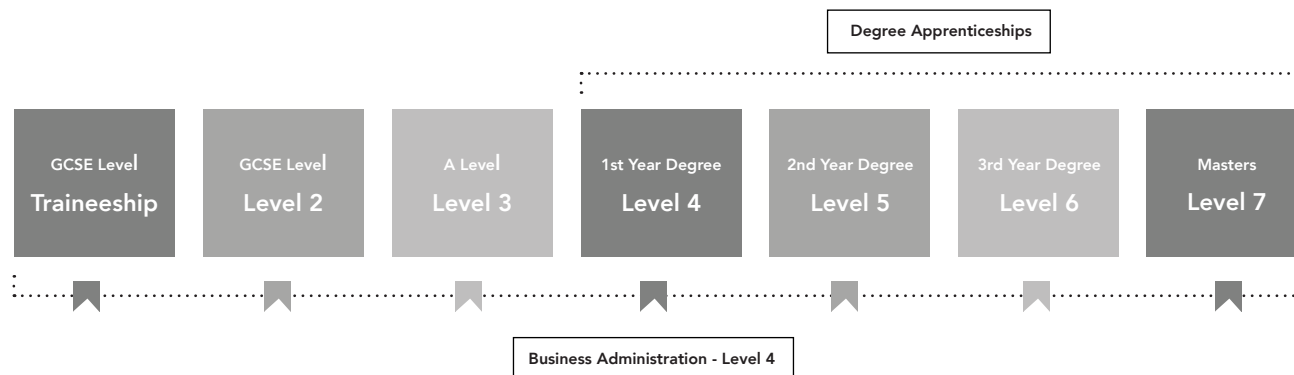 Degree Apprenticeships
GCSE Level
Traineeship
GCSE Level
Level 2
A Level
Level 3
1st Year Degree
Level 4
2nd Year Degree
Level 5
3rd Year Degree
Level 6
Masters
Level 7
Business Administration - Level 4